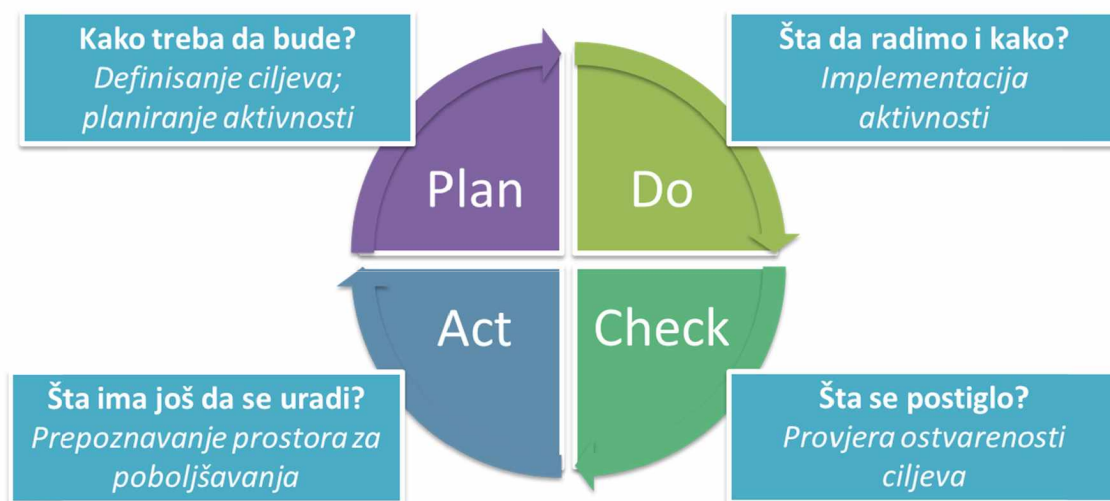 Kako treba da bude?
Definisanje ciljeva;
planiranje aktivnosti
Šta da radimo i kako?
Implementacija
aktivnosti
Plan
Do
Act
Check
Šta ima još da se uradi?
Prepoznavanje prostora za
poboljšavanja
Šta se postiglo?
Provjera ostvarenosti
ciljeva